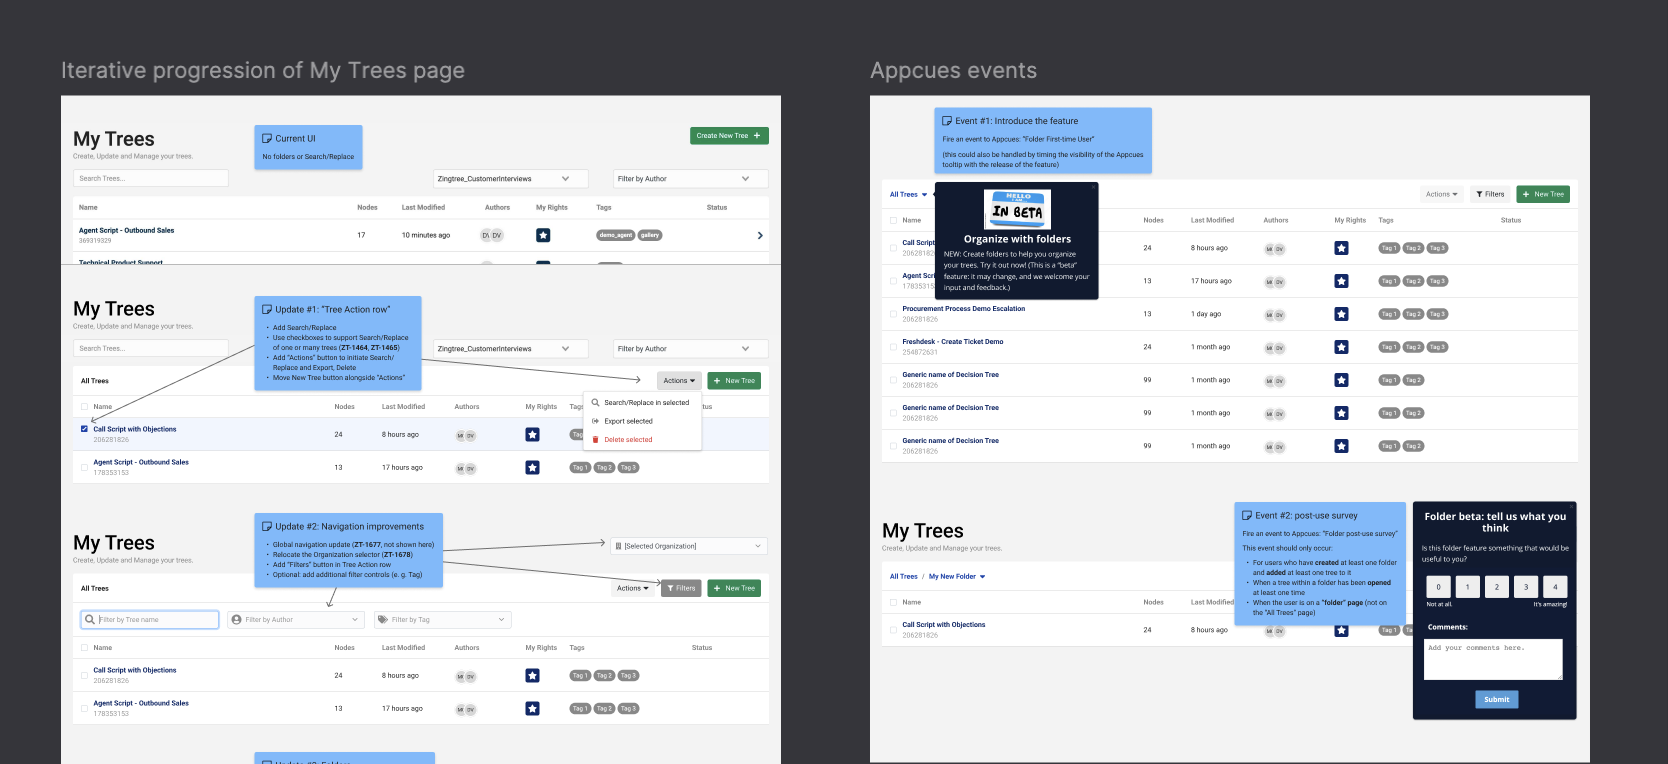 Iterative progression of My Trees page
My Trees
Create, Update and Manage your trees.
Current UI
No folders or Search/Replace
Create New Tree +
Search Trees...
Zingtree_CustomerInterviews
Filter by Author
Name Nodes Last Modified Authors My Rights Tags Status
Agent Script - Outbound Sales
369319329
17 10 minutes ago DV demo_agent gallery
Technical Product Support
My Trees
Create, Update and Manage your trees.
Update #1: "Tree Action row"
• Add Search/Replace
• Use checkboxes to support Search/Replace
of one or many trees (ZT-1464, ZT-1465)
• Add "Actions" button to initiate Search/
Replace and Export, Delete
• Move New Tree button alongside "Actions"
Search Trees...
Zingtree_CustomerInterviews
Filter by Author
All Trees
Actions
+ New Tree
Search/Replace in selected
Export selected
Delete selected
Name Nodes Last Modified Authors My Rights
Call Script with Objections
206281826
24 8 hours ago DV
Agent Script - Outbound Sales
178353153
13 17 hours ago DV Tag 1 Tag 2 Tag 3
My Trees
Create, Update and Manage your trees.
Update #2: Navigation improvements
• Global navigation update (ZT-1677, not shown here)
• Relocate the Organization selector (ZT-1678)
• Add "Filters" button in Tree Action row
• Optional: add additional filter controls (e. g. Tag)
[Selected Organization]
All Trees
Actions
Filters
+ New Tree
Filter by Tree name
Filter by Author
Filter by Tag
Name Nodes Last Modified Authors My Rights Tags Status
Call Script with Objections
206281826
24 8 hours ago DV Tag 1 Tag 2 Tag 3
Agent Script - Outbound Sales
178353153
13 17 hours ago DV Tag 1 Tag 2 Tag 3
Appcues events
Event #1: Introduce the feature
Fire an event to Appcues: "Folder First-time User"
(this could also be handled by timing the visibility of the Appcues
tooltip with the release of the feature)
All Trees
Actions
Filters
+ New Tree
HELLO
IN BETA
Organize with folders
NEW: Create folders to help you organize
your trees. Try it out now! (This is a "beta"
feature: it may change, and we welcome your
input and feedback.)
Name Nodes Last Modified Authors My Rights Tags Status
Call Script
24 8 hours ago DV Tag 1 Tag 2 Tag 3
13 17 hours ago DV Tag 1 Tag 2 Tag 3
Procurement Process Demo Escalation
206281826
13 1 day ago DV Tag 1 Tag 2 Tag 3
Freshdesk - Create Ticket Demo
254872631
24 1 month ago DV Tag 1 Tag 2 Tag 3
Generic name of Decision Tree
206281826
99 1 month ago DV Tag 1 Tag 2
Generic name of Decision Tree
206281826
99 1 month ago DV Tag 1 Tag 2
Generic name of Decision Tree
206281826
99 1 month ago DV Tag 1 Tag 2
My Trees
Create, Update and Manage your trees.
All Trees / My New Folder
Name Nodes Last Modified
Call Script with Objections
206281826
24 8 hours ago DV Tag 1 Tag 2
Event #2: post-use survey
Fire an event to Appcues: "Folder post-use survey"
This event should only occur:
• For users who have created at least one folder
and added at least one tree to it
• When a tree within a folder has been opened
at least one time
• When the user is on a "folder" page (not on
the "All Trees" page)
Folder beta: tell us what you
think
Is this folder feature something that would be
useful to you?
0 1 2 3 4
Not at all. It's amazing!
Comments:
Add your comments here.
Submit